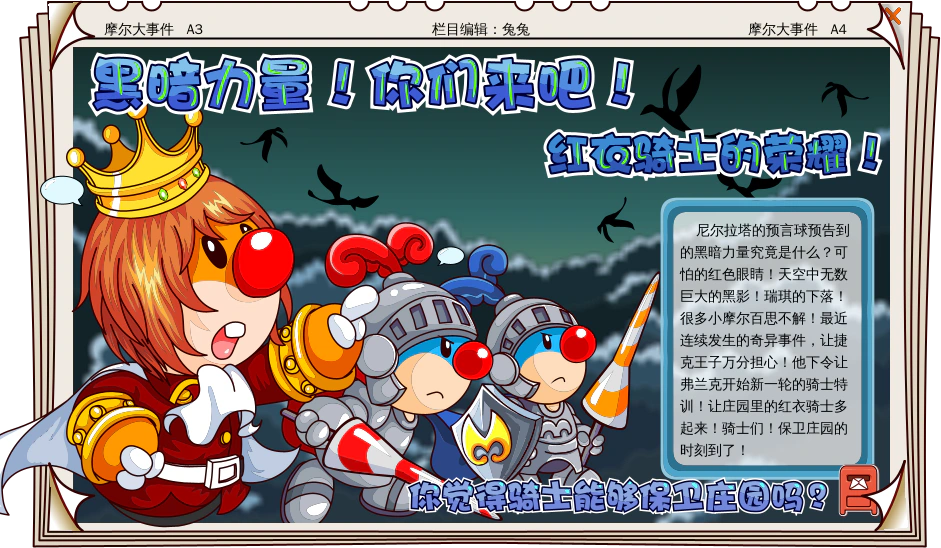 摩尔大事件 A3
栏目编辑：兔兔
摩尔大事件 A4
黑暗力量！你们来吧！
红衣骑士的荣耀！
尼尔拉塔的预言球预告到
的黑暗力量究竟是什么？可
怕的红色眼睛！天空中无数
巨大的黑影！瑞琪的下落！
很多小摩尔百思不解！最近
连续发生的奇异事件，让捷
克王子万分担心！他下令让
弗兰克开始新一轮的骑士特
训！让庄园里的红衣骑士多
起来！骑士们！保卫庄园的
时刻到了！
你觉得骑士能够保卫庄园吗？